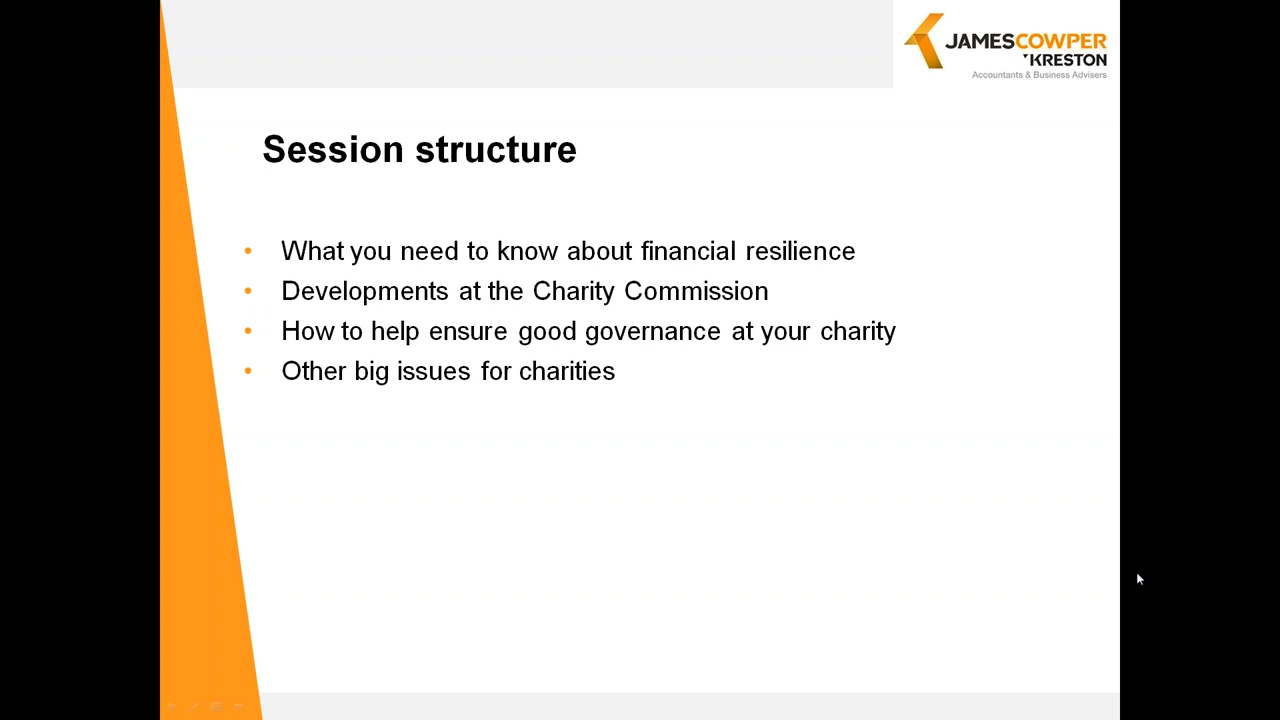 JAMESCOWPER
KRESTON
Accountants & Business Advisers
Session structure
• What you need to know about financial resilience
• Developments at the Charity Commission
• How to help ensure good governance at your charity
• Other big issues for charities